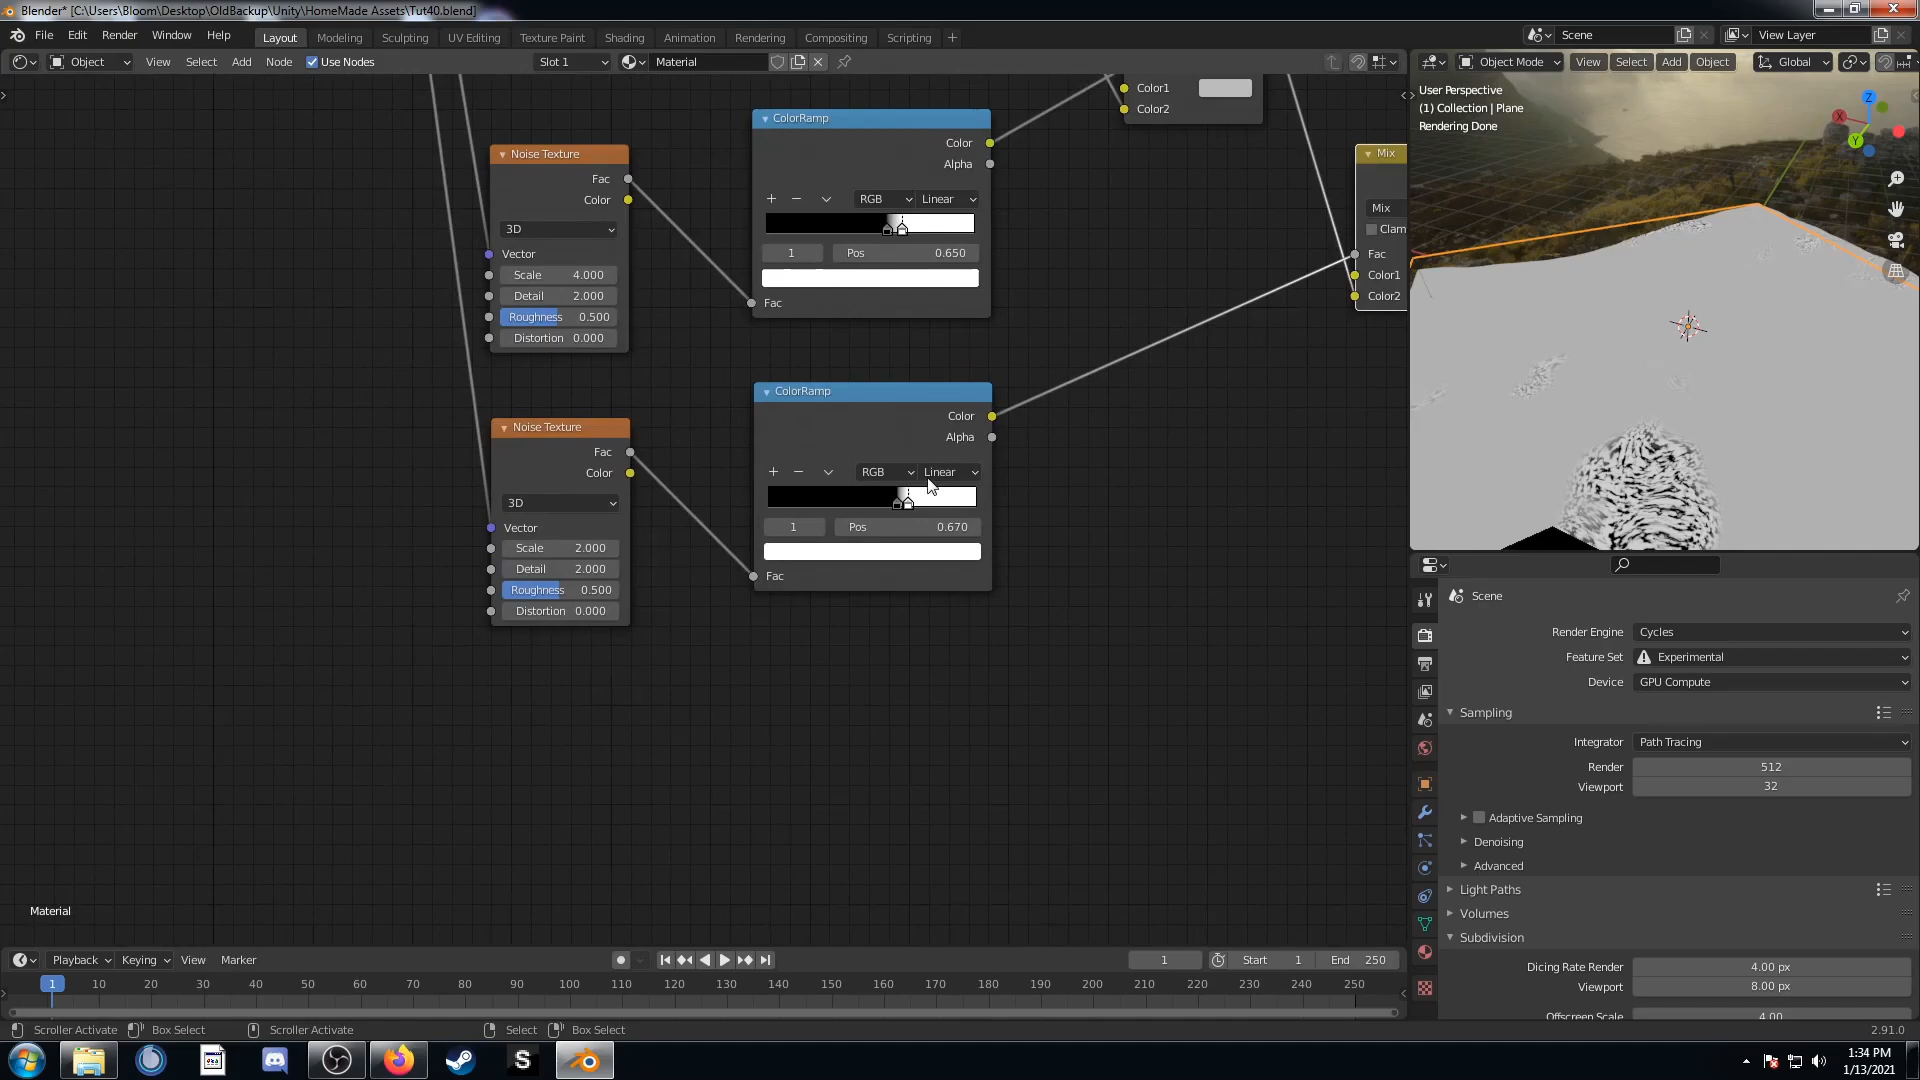 Blender* [C:\Users\Bloom\Desktop\OldBackup\Unity\HomeMade Assets\Tut40.blend]
File Edit Render Window Help Layout Modeling Sculpting UV Editing Texture Paint Shading Animation Rendering Compositing Scripting + Scene View Layer
Object View Select Add Node Use Nodes Slot 1 Material Object Mode View Select Add Object Global
User Perspective
(1) Collection | Plane
Rendering Done
Color1
Color2
ColorRamp
Color
Alpha
RGB Linear
1 Pos 0.650
Fac
Noise Texture
Fac
Color
3D
Vector
Scale 4.000
Detail 2.000
Roughness 0.500
Distortion 0.000
Mix
Mix
Clam
Fac
Color1
Color2
ColorRamp
Color
Alpha
RGB Linear
1 Pos 0.670
Fac
Noise Texture
Fac
Color
3D
Vector
Scale 2.000
Detail 2.000
Roughness 0.500
Distortion 0.000
Z
X
Y
Scene
Render Engine Cycles
Feature Set Experimental
Device GPU Compute
Sampling
Integrator Path Tracing
Render 512
Viewport 32
Adaptive Sampling
Denoising
Advanced
Light Paths
Volumes
Subdivision
Dicing Rate Render 4.00 px
Viewport 8.00 px
Offscreen Scale 4.00
Material
Playback Keying View Marker 1 Start 1 End 250
1 10 20 30 40 50 60 70 80 90 100 110 120 130 140 150 160 170 180 190 200 210 220 230 240 250
Scroller Activate Box Select Scroller Activate Select Box Select 2.91.0
S
1:34 PM
1/13/2021